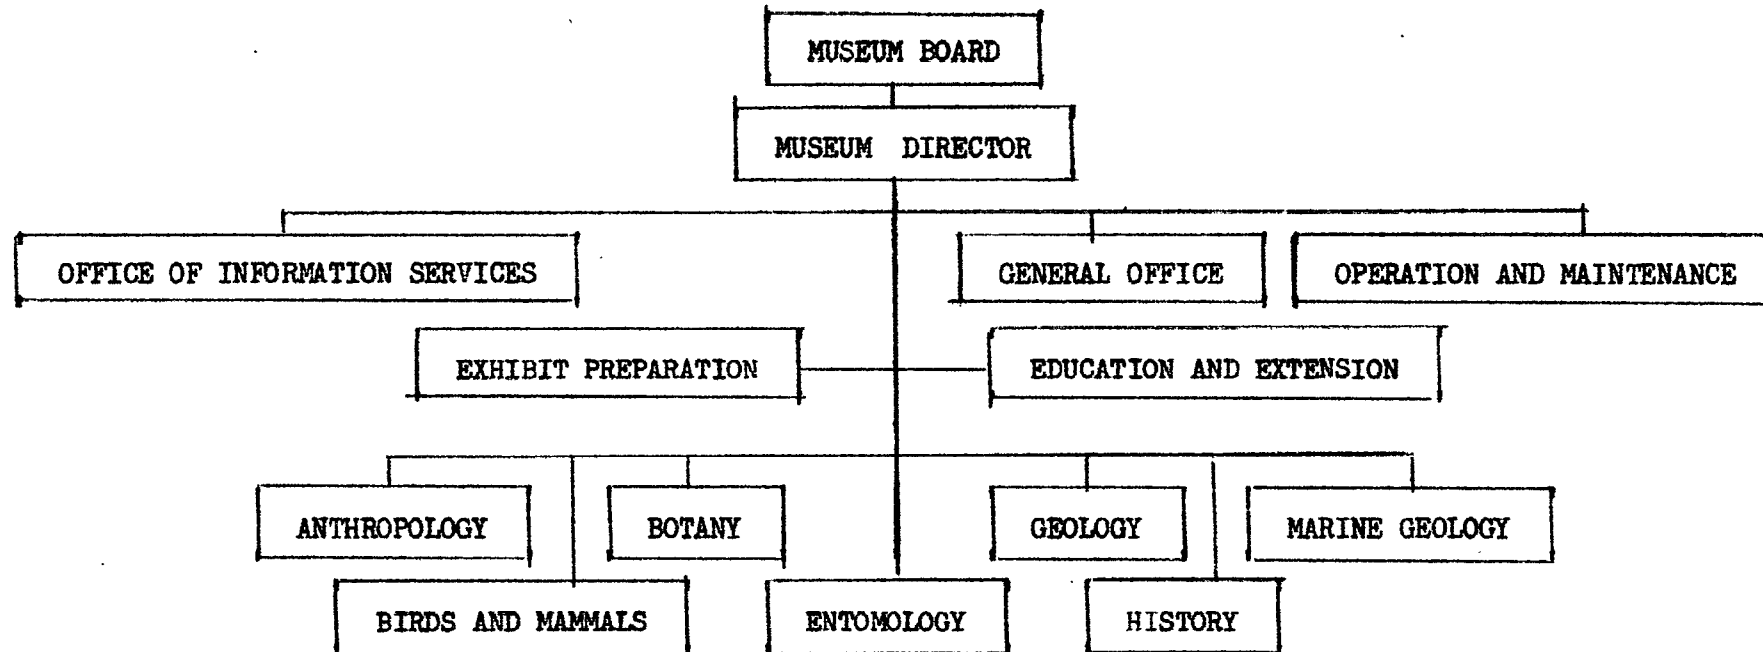 MUSEUM BOARD
MUSEUM DIRECTOR
OFFICE OF INFORMATION SERVICES
GENERAL OFFICE
OPERATION AND MAINTENANCE
EXHIBIT PREPARATION
EDUCATION AND EXTENSION
ANTHROPOLOGY
BOTANY
GEOLOGY
MARINE GEOLOGY
BIRDS AND MAMMALS
ENTOMOLOGY
HISTORY